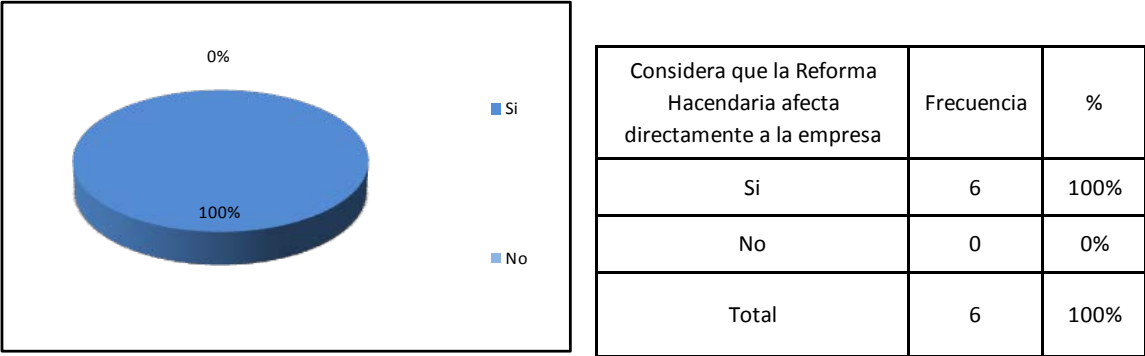 0%
100%
Si
No
Considera que la Reforma
Hacendaria afecta
directamente a la empresa
Frecuencia
%
Si
6
100%
No
0
0%
Total
6
100%